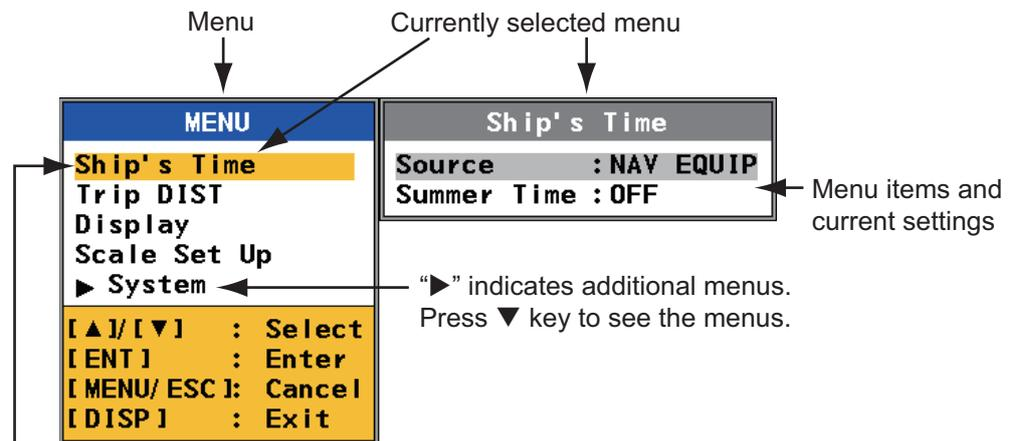 Menu
Currently selected menu
MENU
Ship's Time
Trip DIST
Display
Scale Set Up
▶ System
[▲]/[▼] : Select
[ENT] : Enter
[MENU/ESC]: Cancel
[DISP] : Exit
Ship's Time
Source :NAV EQUIP
Summer Time :OFF
Menu items and
current settings
“▶” indicates additional menus.
Press ▼ key to see the menus.